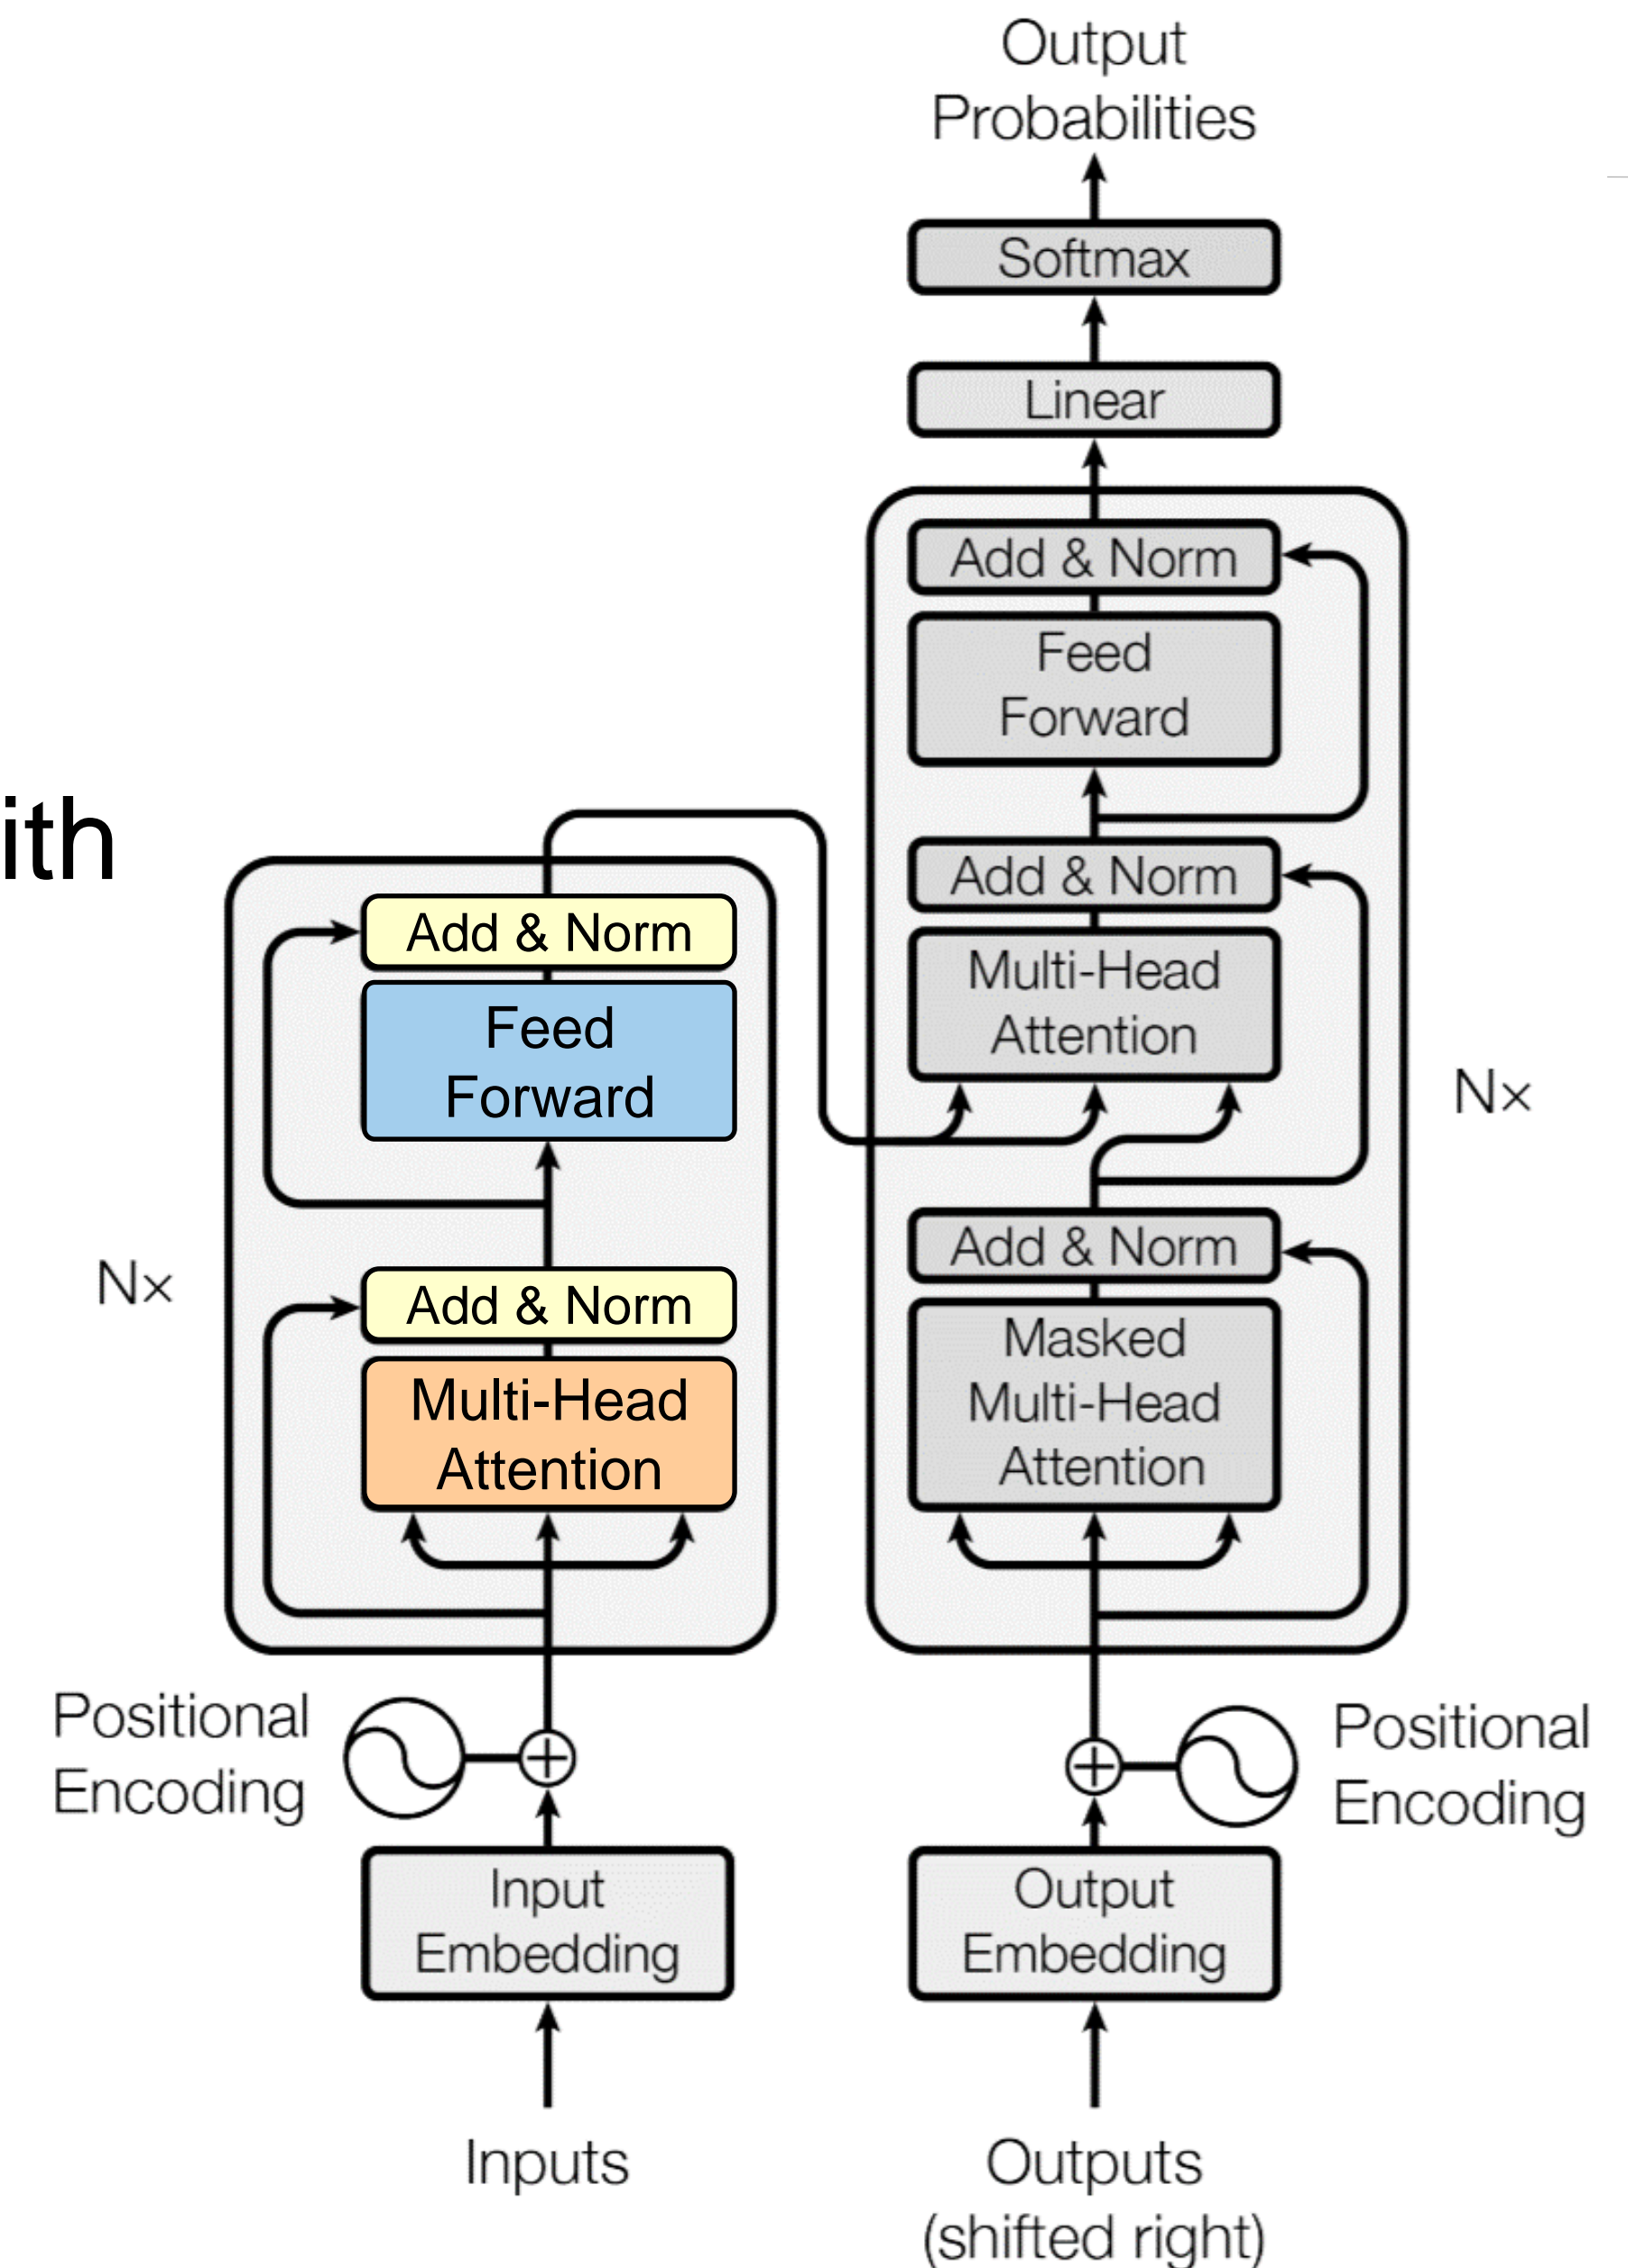 Output
Probabilities
Softmax
Linear
Add & Norm
Feed
Forward
Add & Norm
Multi-Head
Attention
Nx
Add & Norm
Masked
Multi-Head
Attention
Positional
Encoding
Output
Embedding
Outputs
(shifted right)
ith
Add & Norm
Feed
Forward
Nx
Add & Norm
Multi-Head
Attention
Positional
Encoding
Input
Embedding
Inputs